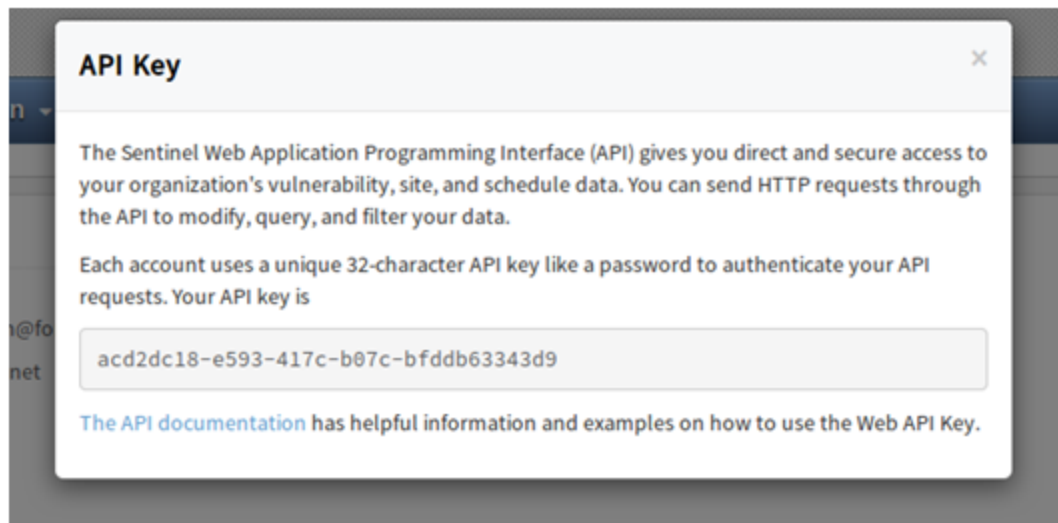 API Key
×
n
The Sentinel Web Application Programming Interface (API) gives you direct and secure access to
your organization's vulnerability, site, and schedule data. You can send HTTP requests through
the API to modify, query, and filter your data.
Each account uses a unique 32-character API key like a password to authenticate your API
requests. Your API key is
@fo
acd2dc18-e593-417c-b07c-bfddb63343d9
net
The API documentation has helpful information and examples on how to use the Web API Key.